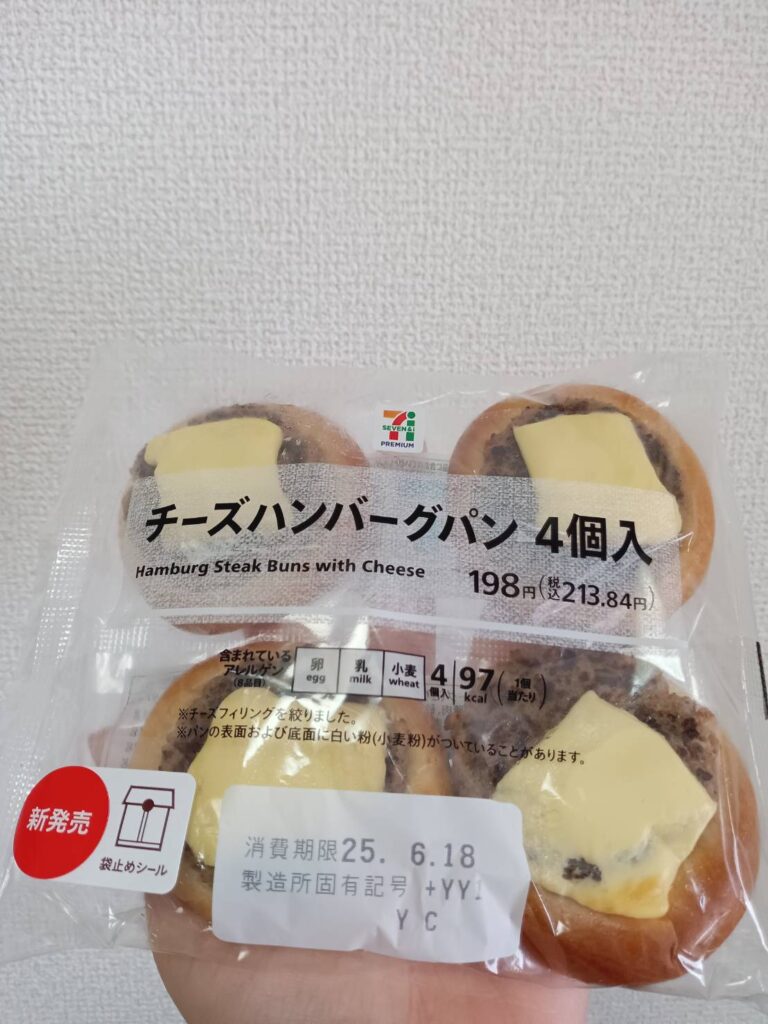 SEVEN&i
PREMIUM
チーズハンバーグパン 4個入
Hamburg Steak Buns with Cheese
198円(税込213.84円)
含まれている
アレルゲン
(8品目)
卵 乳 小麦
egg milk wheat
4個入 97kcal (1個当たり)
※チーズフィリングを絞りました。
※パンの表面および底面に白い粉(小麦粉)がついていることがあります。
新発売
袋止めシール
消費期限25. 6.18
製造所固有記号 +YY1
Y C